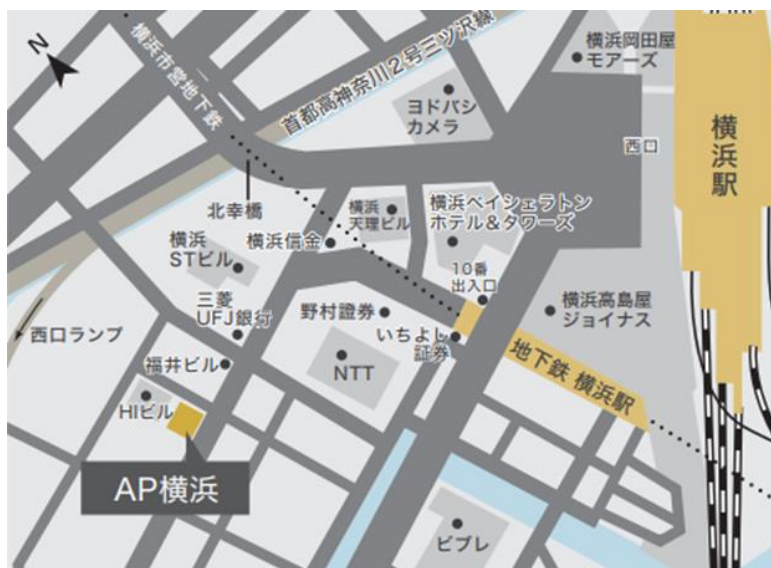 N
横浜市営地下鉄
首都高神奈川2号三ツ沢線
横浜岡田屋
モアーズ
ヨドバシ
カメラ
西口
横浜駅
北幸橋
横浜
天理ビル
横浜ベイシェラトン
ホテル&タワーズ
横浜
STビル
横浜信金
10番
出入口
三菱
UFJ銀行
野村證券
横浜高島屋
ジョイナス
西口ランプ
いちよし
証券
地下鉄 横浜駅
福井ビル
NTT
HIビル
AP横浜
ビブレ